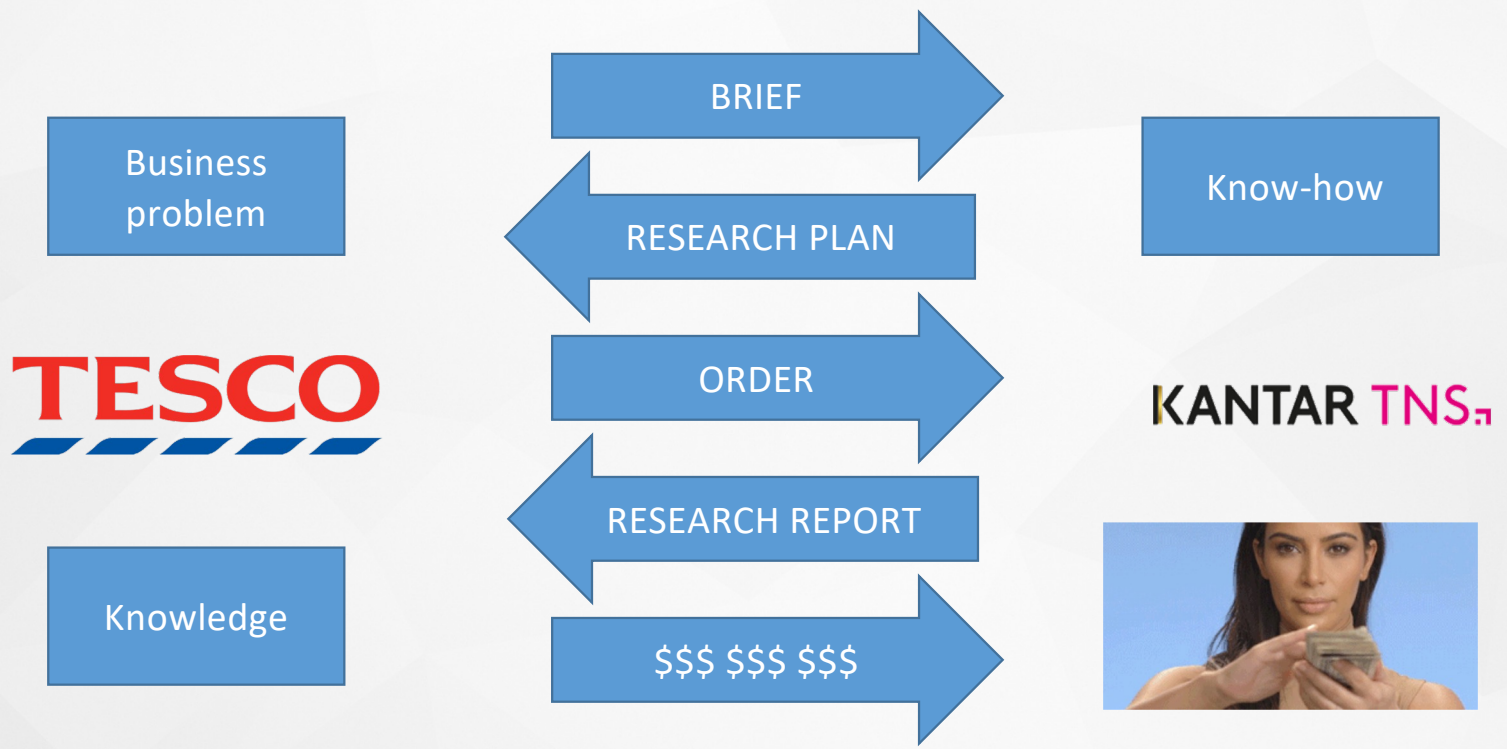 BRIEF
Business
problem
Know-how
RESEARCH PLAN
TESCO
ORDER
KANTAR TNS
RESEARCH REPORT
Knowledge
$$$ $$$ $$$